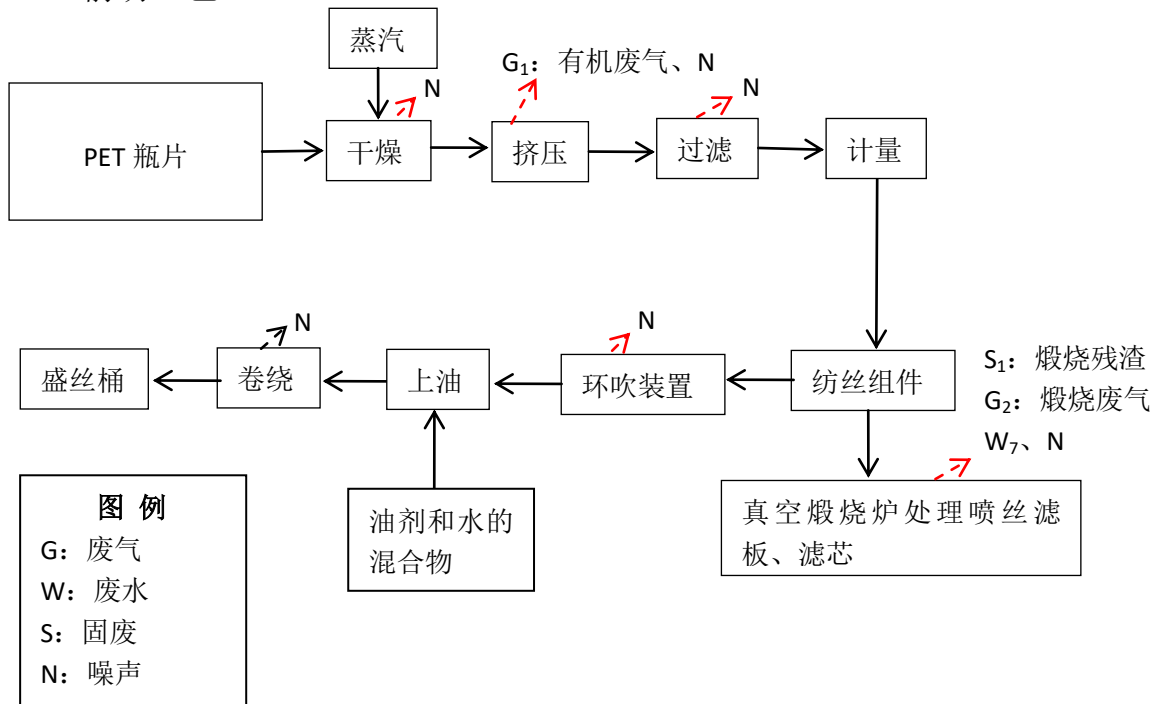 蒸汽
G₁：有机废气、N
N
N
PET 瓶片
干燥
挤压
过滤
计量
N
N
盛丝桶
卷绕
上油
环吹装置
纺丝组件
S₁：煅烧残渣
G₂：煅烧废气
W₇、N
油剂和水的
混合物
真空煅烧炉处理喷丝滤
板、滤芯
图 例
G：废气
W：废水
S：固废
N：噪声